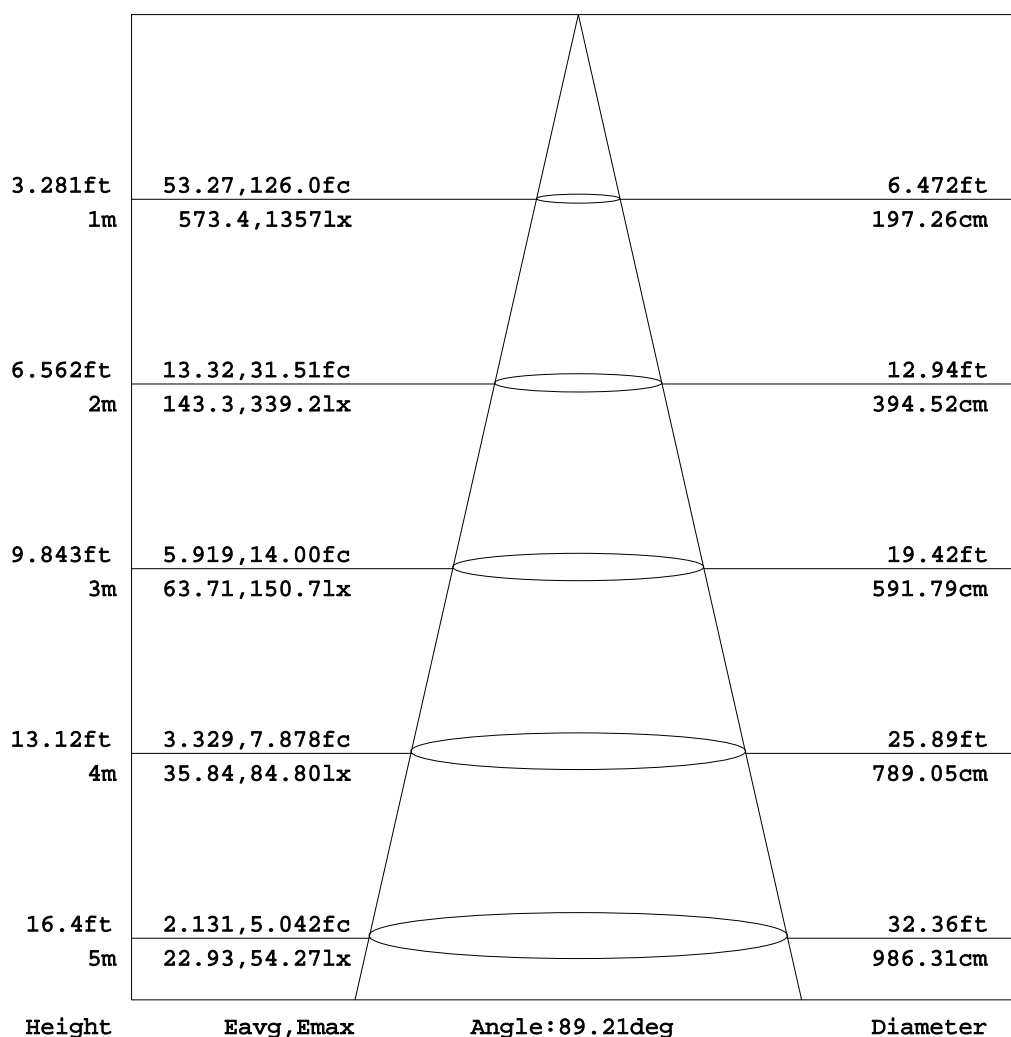 3.281ft 53.27,126.0fc 6.472ft
1m 573.4,1357lx 197.26cm
6.562ft 13.32,31.51fc 12.94ft
2m 143.3,339.2lx 394.52cm
9.843ft 5.919,14.00fc 19.42ft
3m 63.71,150.7lx 591.79cm
13.12ft 3.329,7.878fc 25.89ft
4m 35.84,84.80lx 789.05cm
16.4ft 2.131,5.042fc 32.36ft
5m 22.93,54.27lx 986.31cm
Height Eavg,Emax Angle:89.21deg Diameter